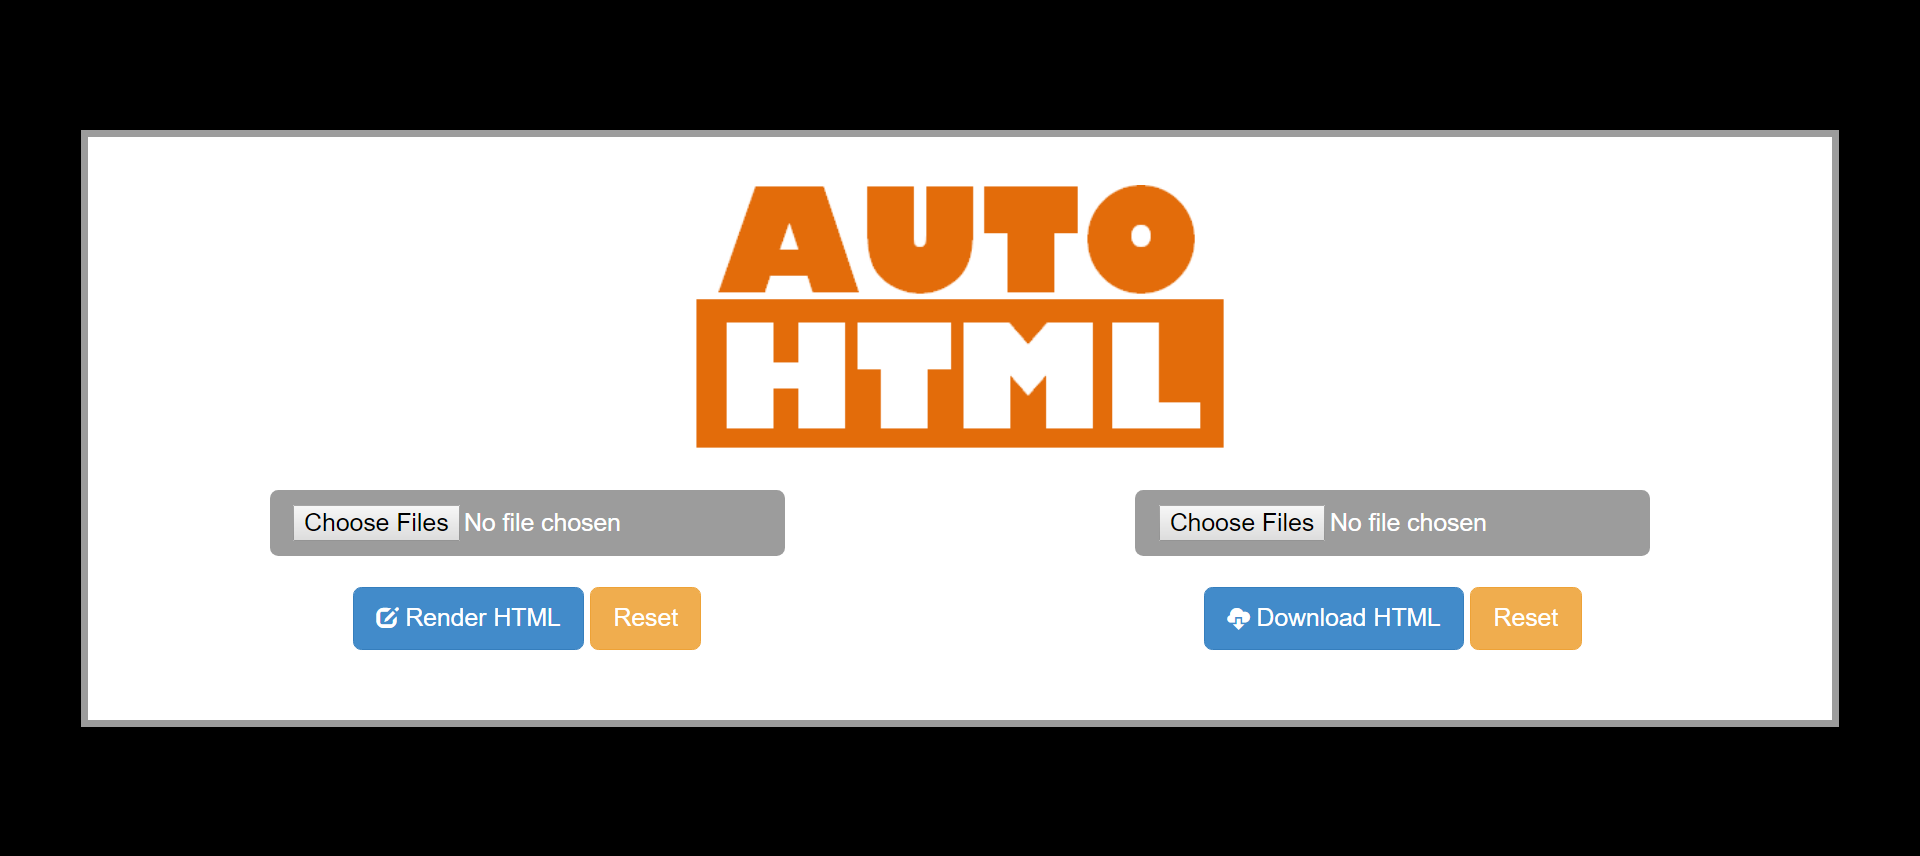 AUTO
HTML
Choose Files No file chosen
Choose Files No file chosen
Render HTML
Reset
Download HTML
Reset